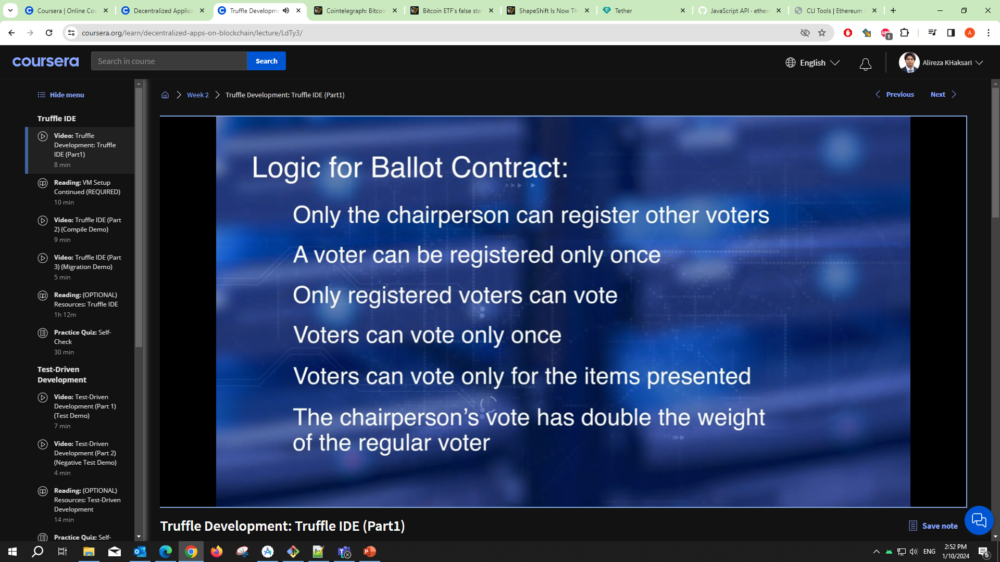 Coursera | Online Cou
Decentralized Applica
Truffle Developme
Cointelegraph: Bitcoin
Bitcoin ETF's false sta
ShapeShift Is Now Th
Tether
JavaScript API · ether
CLI Tools | Ethereum
coursera.org/learn/decentralized-apps-on-blockchain/lecture/LdTy3/
1
A
coursera
Search in course
Search
English
Alireza KHaksari
Hide menu
Week 2
Truffle Development: Truffle IDE (Part1)
Previous
Next
Truffle IDE
Video: Truffle
Development: Truffle
IDE (Part1)
8 min
Reading: VM Setup
Continued (REQUIRED)
10 min
Video: Truffle IDE (Part
2) (Compile Demo)
9 min
Video: Truffle IDE (Part
3) (Migration Demo)
5 min
Reading: (OPTIONAL)
Resources: Truffle IDE
1h 12m
Practice Quiz: Self-
Check
30 min
Test-Driven
Development
Video: Test-Driven
Development (Part 1)
(Test Demo)
7 min
Video: Test-Driven
Development (Part 2)
(Negative Test Demo)
4 min
Reading: (OPTIONAL)
Resources: Test-Driven
Development
14 min
Practice Quiz: Self-
Logic for Ballot Contract:
Only the chairperson can register other voters
A voter can be registered only once
Only registered voters can vote
Voters can vote only once
Voters can vote only for the items presented
The chairperson's vote has double the weight
of the regular voter
Truffle Development: Truffle IDE (Part1)
Save note
ENG
2:52 PM
1/10/2024
6